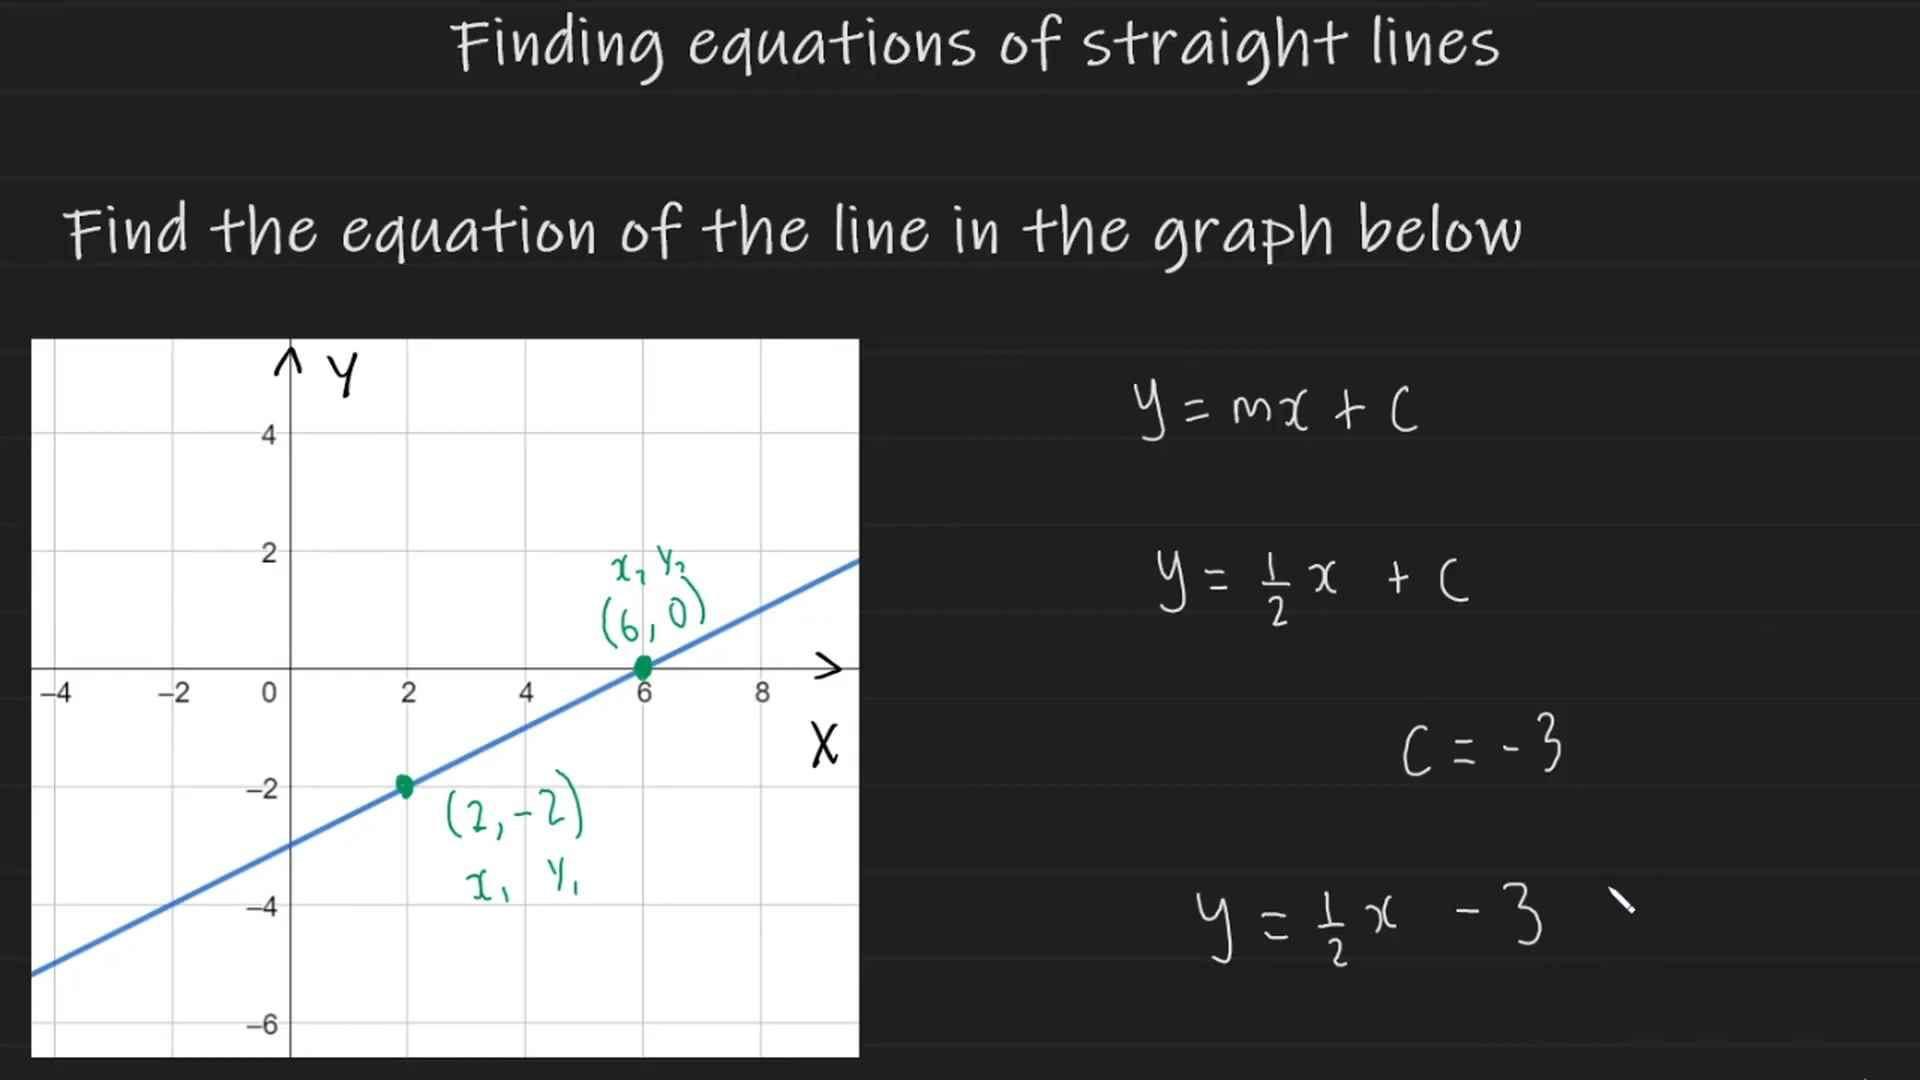 Finding equations of straight lines
Find the equation of the line in the graph below
Y
4
2
x₂ y₂
(6, 0)
–4 –2 0 2 4 6 8
X
–2
(2, -2)
x₁ y₁
–4
–6
y = mx + c
y = 1/2 x + c
c = -3
y = 1/2 x - 3